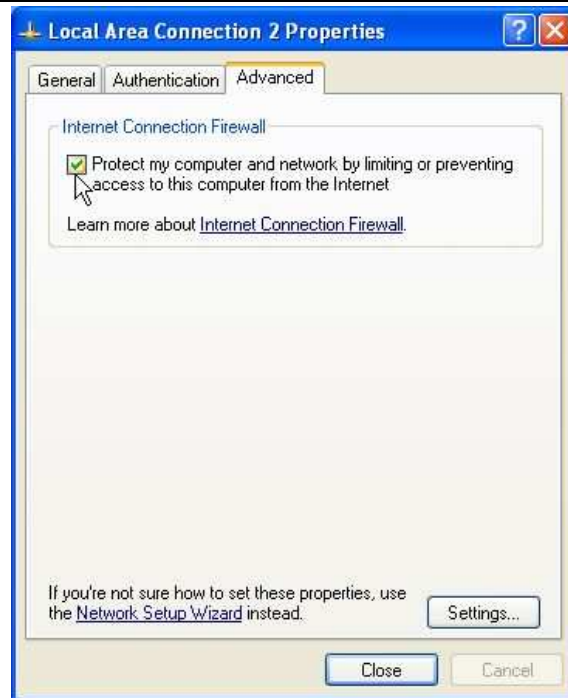 Local Area Connection 2 Properties
General Authentication Advanced
Internet Connection Firewall
Protect my computer and network by limiting or preventing
access to this computer from the Internet
Learn more about Internet Connection Firewall.
If you're not sure how to set these properties, use
the Network Setup Wizard instead.
Settings...
Close Cancel